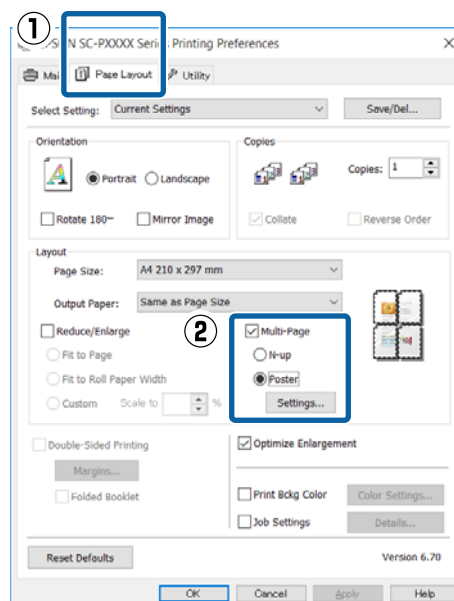 ①
N SC-PXXXX Series Printing Preferences
Mai Page Layout Utility
Select Setting: Current Settings Save/Del...
Orientation Copies
Portrait Landscape Copies: 1
Rotate 180° Mirror Image Collate Reverse Order
Layout
Page Size: A4 210 x 297 mm
Output Paper: Same as Page Size
②
Reduce/Enlarge Multi-Page
Fit to Page N-up
Fit to Roll Paper Width Poster
Custom Scale to % Settings...
Double-Sided Printing Optimize Enlargement
Margins...
Folded Booklet Print Bckg Color Color Settings...
Job Settings Details...
Reset Defaults Version 6.70
OK Cancel Apply Help